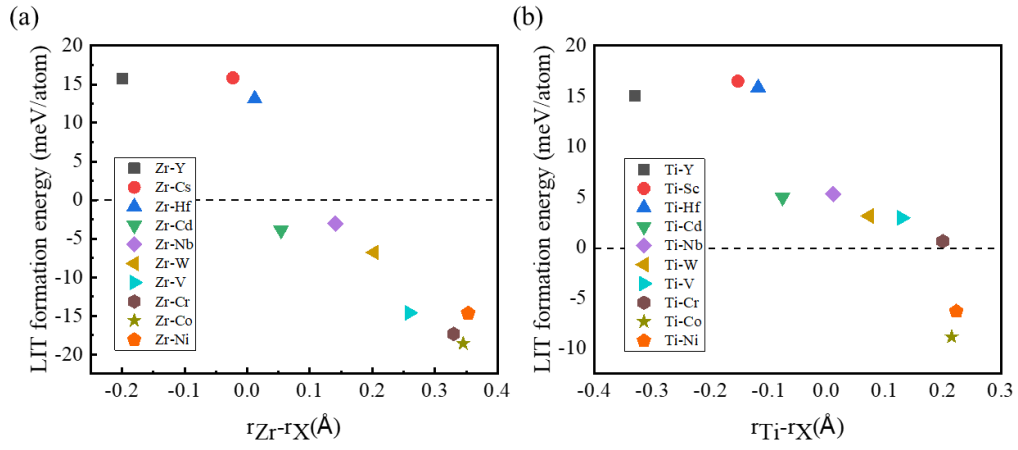 (a)
LIT formation energy (meV/atom)
20
15
10
5
0
-5
-10
-15
-20
Zr-Y
Zr-Cs
Zr-Hf
Zr-Cd
Zr-Nb
Zr-W
Zr-V
Zr-Cr
Zr-Co
Zr-Ni
-0.2
-0.1
0.0
0.1
0.2
0.3
0.4
rZr-rX(Å)
(b)
LIT formation energy (meV/atom)
20
15
10
5
0
-5
-10
Ti-Y
Ti-Sc
Ti-Hf
Ti-Cd
Ti-Nb
Ti-W
Ti-V
Ti-Cr
Ti-Co
Ti-Ni
-0.4
-0.3
-0.2
-0.1
0.0
0.1
0.2
0.3
rTi-rX(Å)